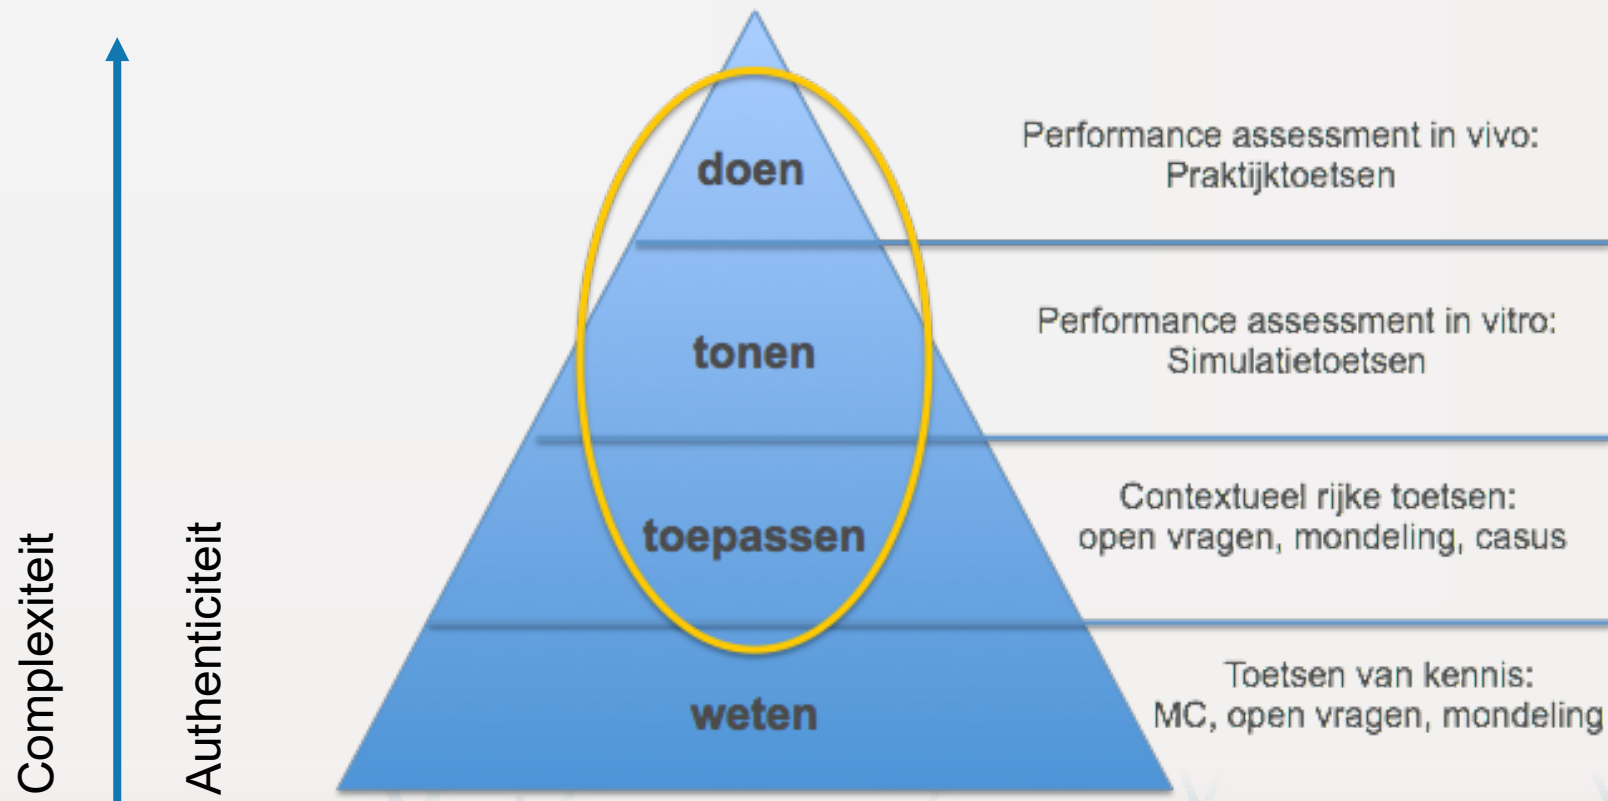 doen
Performance assessment in vivo:
Praktijktoetsen
tonen
Performance assessment in vitro:
Simulatietoetsen
toepassen
Contextueel rijke toetsen:
open vragen, mondeling, casus
weten
Toetsen van kennis:
MC, open vragen, mondeling
Complexiteit
Authenticiteit